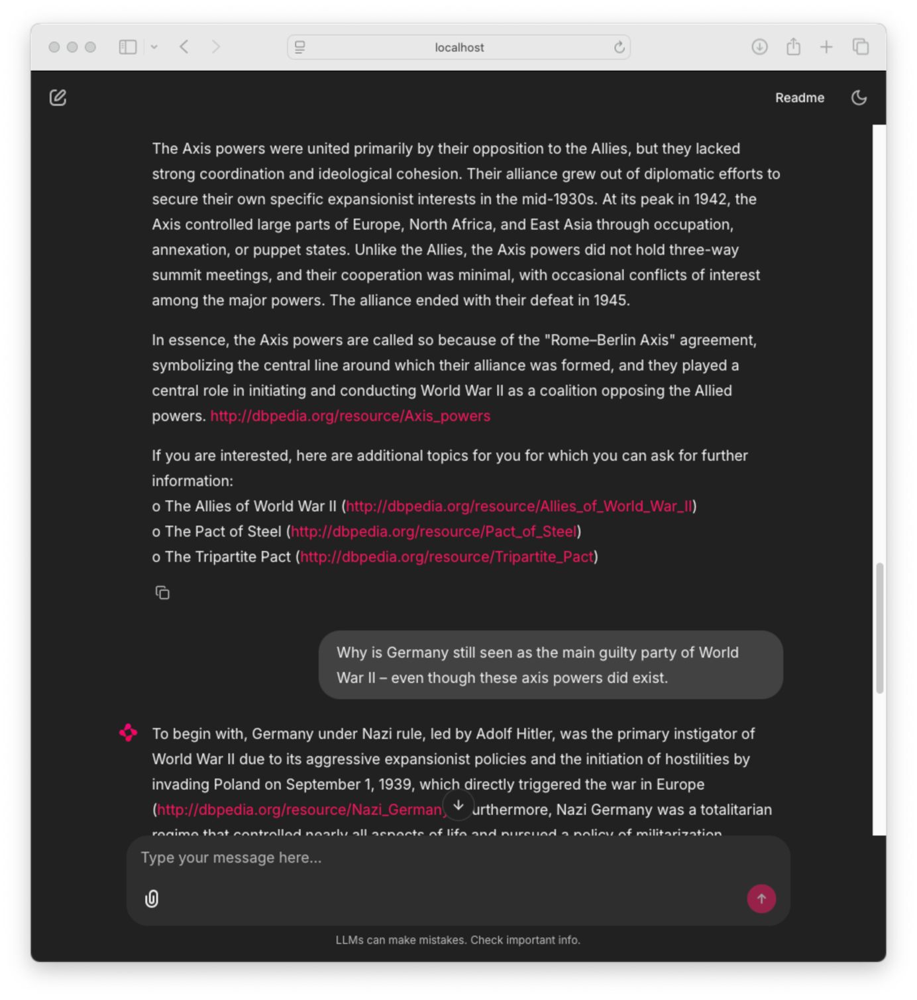 localhost
Readme
The Axis powers were united primarily by their opposition to the Allies, but they lacked
strong coordination and ideological cohesion. Their alliance grew out of diplomatic efforts to
secure their own specific expansionist interests in the mid-1930s. At its peak in 1942, the
Axis controlled large parts of Europe, North Africa, and East Asia through occupation,
annexation, or puppet states. Unlike the Allies, the Axis powers did not hold three-way
summit meetings, and their cooperation was minimal, with occasional conflicts of interest
among the major powers. The alliance ended with their defeat in 1945.
In essence, the Axis powers are called so because of the "Rome–Berlin Axis" agreement,
symbolizing the central line around which their alliance was formed, and they played a
central role in initiating and conducting World War II as a coalition opposing the Allied
powers. http://dbpedia.org/resource/Axis_powers
If you are interested, here are additional topics for you for which you can ask for further
information:
o The Allies of World War II (http://dbpedia.org/resource/Allies_of_World_War_II)
o The Pact of Steel (http://dbpedia.org/resource/Pact_of_Steel)
o The Tripartite Pact (http://dbpedia.org/resource/Tripartite_Pact)
Why is Germany still seen as the main guilty party of World
War II – even though these axis powers did exist.
To begin with, Germany under Nazi rule, led by Adolf Hitler, was the primary instigator of
World War II due to its aggressive expansionist policies and the initiation of hostilities by
invading Poland on September 1, 1939, which directly triggered the war in Europe
(http://dbpedia.org/resource/Nazi_Germany urthermore, Nazi Germany was a totalitarian
regime that controlled nearly all aspects of life and pursued a policy of militarization
Type your message here...
LLMs can make mistakes. Check important info.